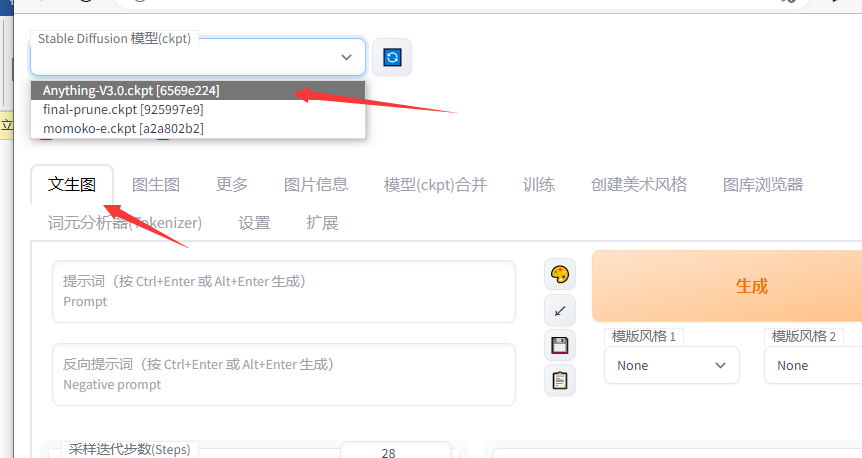 Stable Diffusion 模型(ckpt)
Anything-V3.0.ckpt [6569e224]
final-prune.ckpt [925997e9]
momoko-e.ckpt [a2a802b2]
立
文生图 图生图 更多 图片信息 模型(ckpt)合并 训练 创建美术风格 图库浏览器
词元分析器(Tokenizer) 设置 扩展
提示词（按 Ctrl+Enter 或 Alt+Enter 生成）
Prompt
生成
模版风格 1 模版风格 2
None None
反向提示词（按 Ctrl+Enter 或 Alt+Enter 生成）
Negative prompt
采样迭代步数(Steps) 28